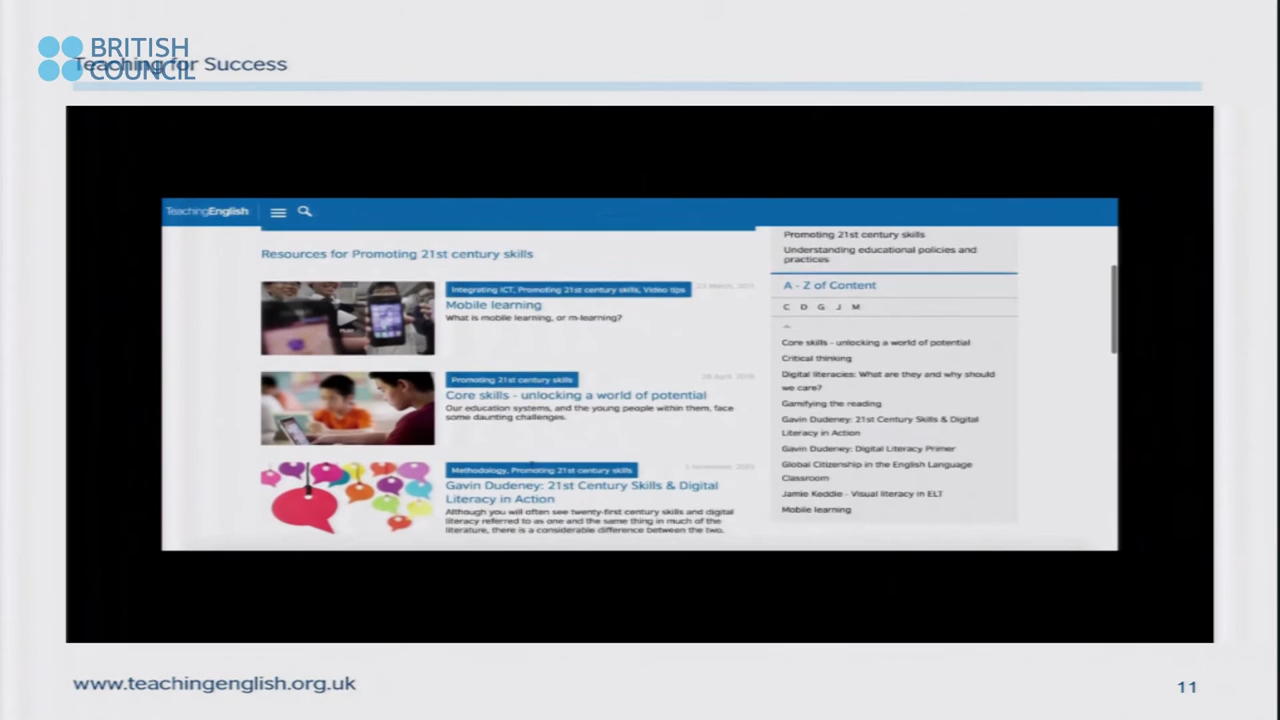 BRITISH
COUNCIL
Teaching for Success
TeachingEnglish
Resources for Promoting 21st century skills
Integrating ICT, Promoting 21st century skills, Video tips
23 March, 2011
Mobile learning
What is mobile learning, or m-learning?
Promoting 21st century skills
Core skills - unlocking a world of potential
Our education systems, and the young people within them, face
some daunting challenges.
Methodology, Promoting 21st century skills
Gavin Dudeney: 21st Century Skills & Digital
Literacy in Action
Although you will often see twenty-first century skills and digital
literacy referred to as one and the same thing in much of the
literature, there is a considerable difference between the two.
Promoting 21st century skills
Understanding educational policies and
practices
A - Z of Content
C D G J M
Core skills - unlocking a world of potential
Critical thinking
Digital literacies: What are they and why should
we care?
Gamifying the reading
Gavin Dudeney: 21st Century Skills & Digital
Literacy in Action
Gavin Dudeney: Digital Literacy Primer
Global Citizenship in the English Language
Classroom
Jamie Keddie - Visual literacy in ELT
Mobile learning
www.teachingenglish.org.uk
11